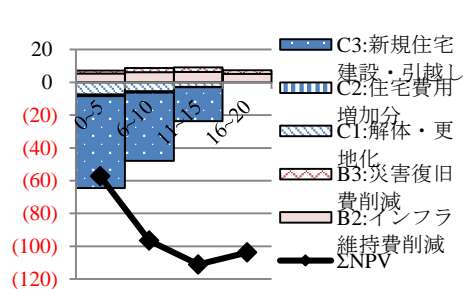 20
0
(20)
(40)
(60)
(80)
(100)
(120)
0~5
6~10
11~15
16~20
C3:新規住宅
建設・引越し
C2:住宅費用
増加分
C1:解体・更
地化
B3:災害復旧
費削減
B2:インフラ
維持費削減
ΣNPV